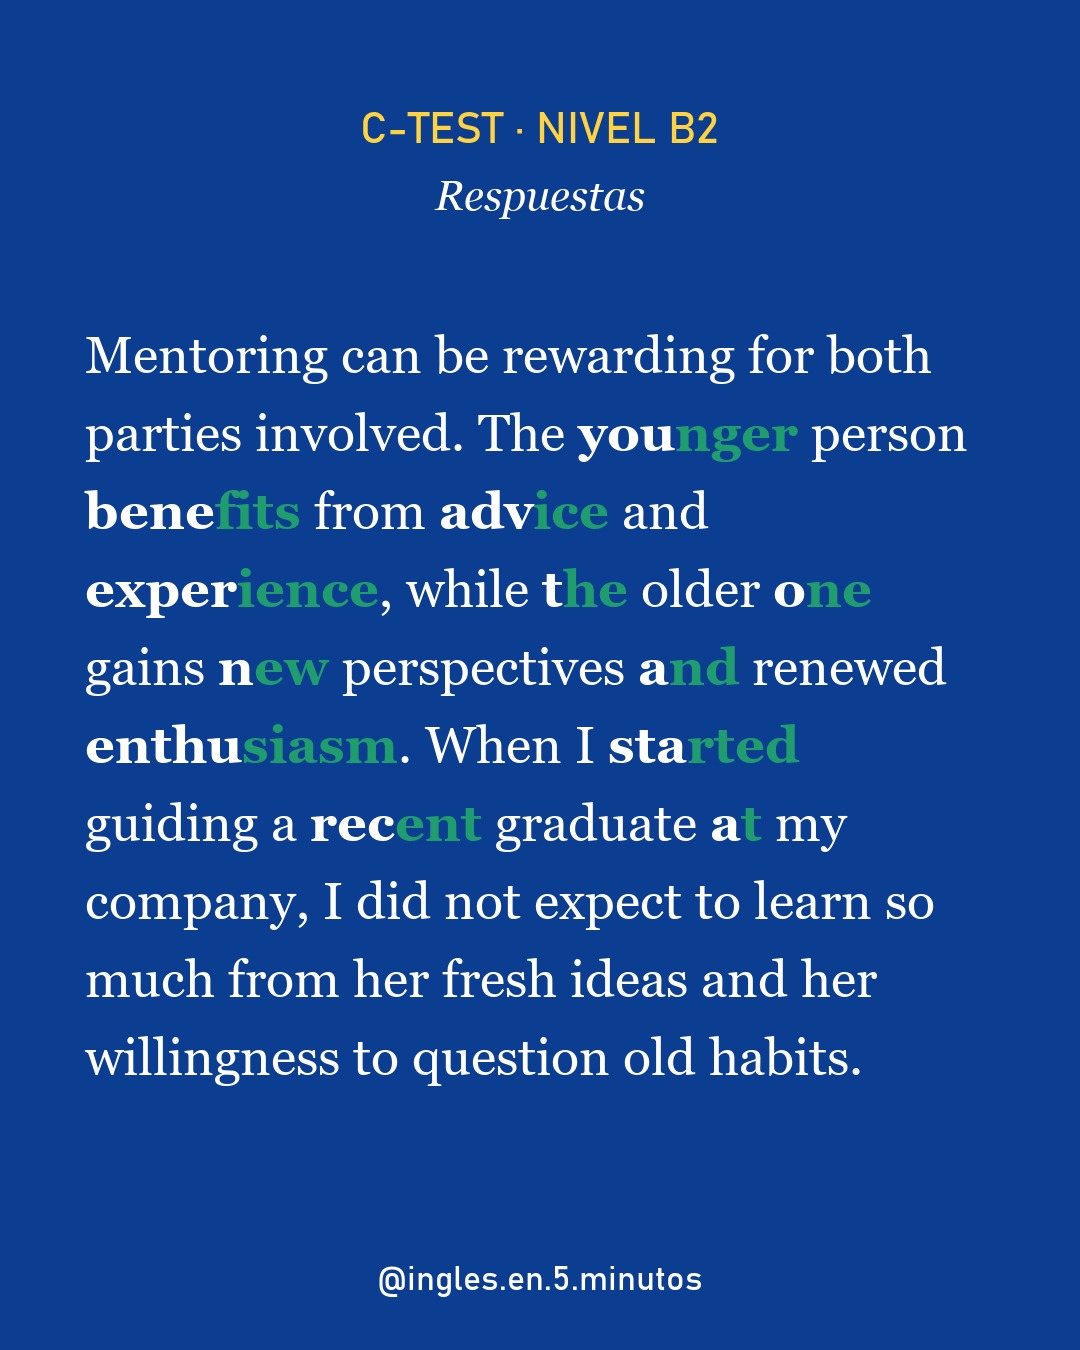 C-TEST · NIVEL B2
Respuestas
Mentoring can be rewarding for both
parties involved. The younger person
benefits from advice and
experience, while the older one
gains new perspectives and renewed
enthusiasm. When I started
guiding a recent graduate at my
company, I did not expect to learn so
much from her fresh ideas and her
willingness to question old habits.
@ingles.en.5.minutos